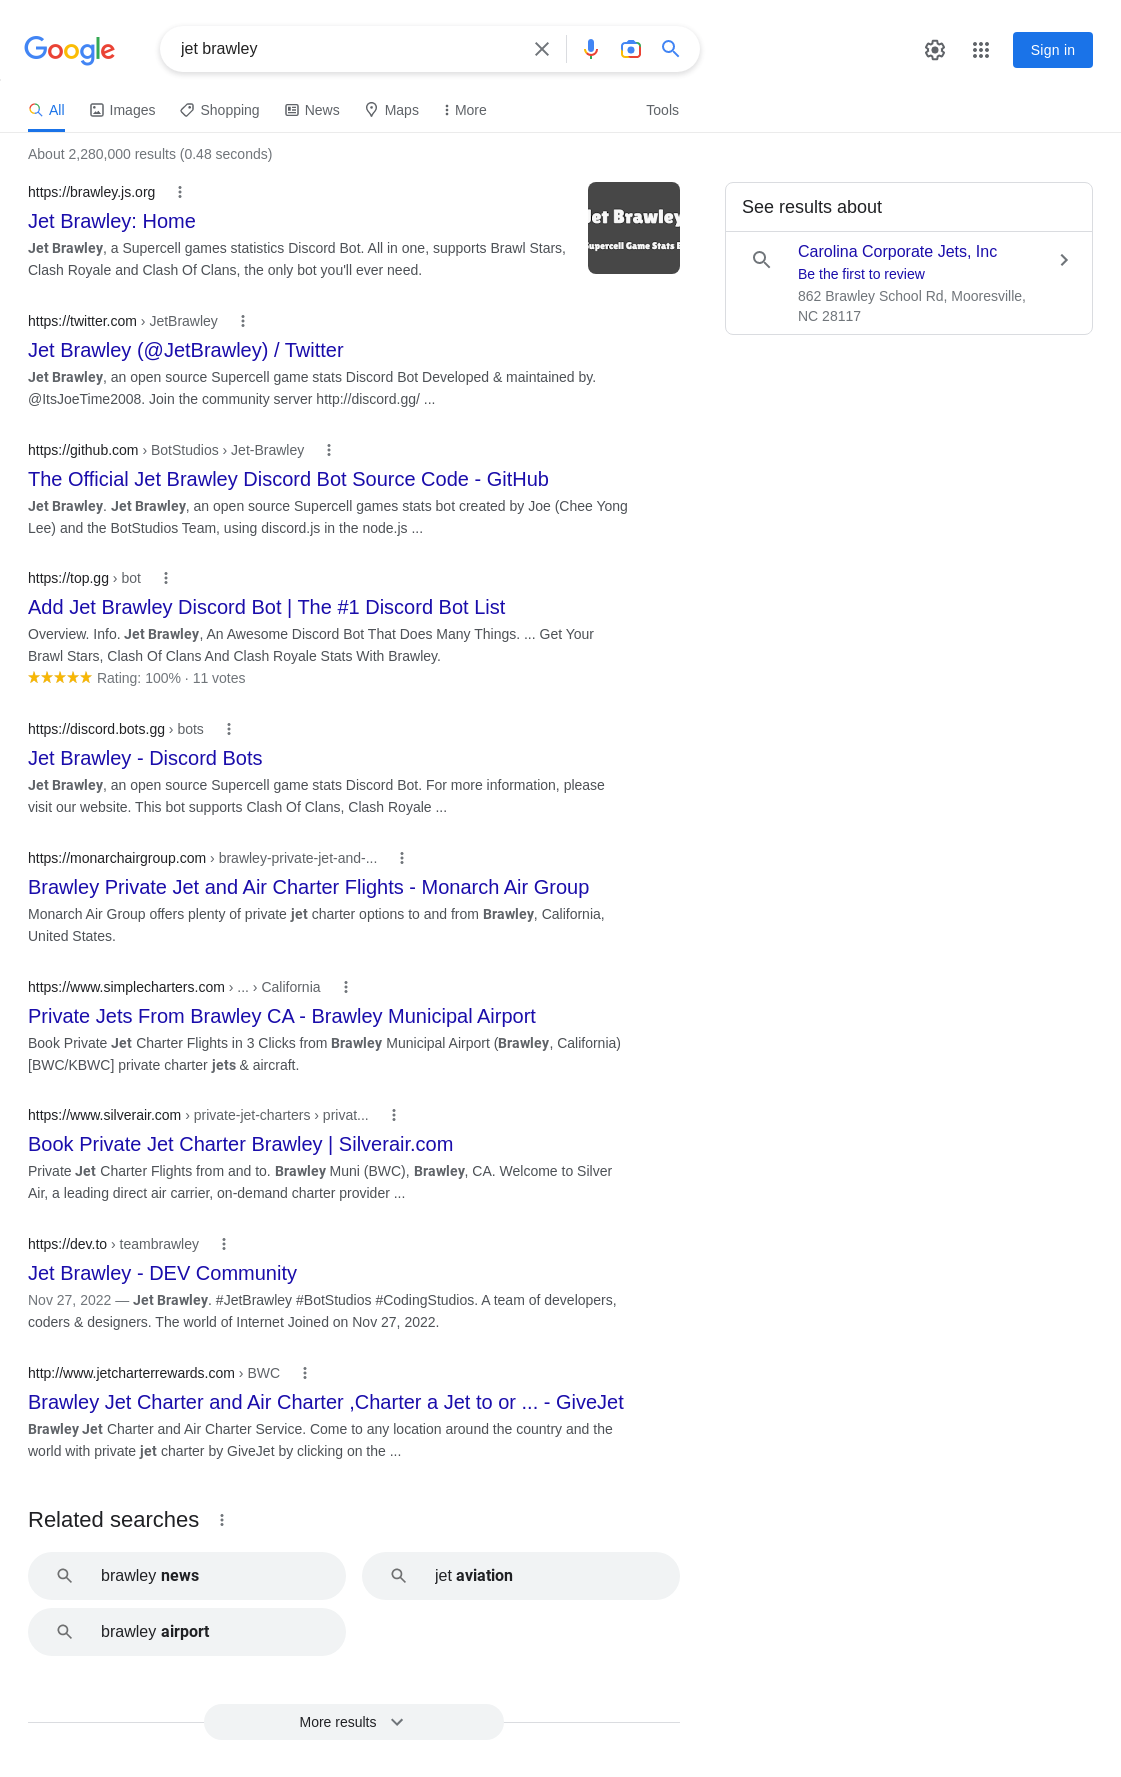 Google
jet brawley
Sign in
All
Images
Shopping
News
Maps
More
Tools
About 2,280,000 results (0.48 seconds)
https://brawley.js.org
Jet Brawley: Home
Jet Brawley, a Supercell games statistics Discord Bot. All in one, supports Brawl Stars,
Clash Royale and Clash Of Clans, the only bot you'll ever need.
Jet Brawley
Supercell Game Stats B
See results about
Carolina Corporate Jets, Inc
Be the first to review
862 Brawley School Rd, Mooresville,
NC 28117
https://twitter.com › JetBrawley
Jet Brawley (@JetBrawley) / Twitter
Jet Brawley, an open source Supercell game stats Discord Bot Developed & maintained by.
@ItsJoeTime2008. Join the community server http://discord.gg/ ...
https://github.com › BotStudios › Jet-Brawley
The Official Jet Brawley Discord Bot Source Code - GitHub
Jet Brawley. Jet Brawley, an open source Supercell games stats bot created by Joe (Chee Yong
Lee) and the BotStudios Team, using discord.js in the node.js ...
https://top.gg › bot
Add Jet Brawley Discord Bot | The #1 Discord Bot List
Overview. Info. Jet Brawley, An Awesome Discord Bot That Does Many Things. ... Get Your
Brawl Stars, Clash Of Clans And Clash Royale Stats With Brawley.
Rating: 100% · 11 votes
https://discord.bots.gg › bots
Jet Brawley - Discord Bots
Jet Brawley, an open source Supercell game stats Discord Bot. For more information, please
visit our website. This bot supports Clash Of Clans, Clash Royale ...
https://monarchairgroup.com › brawley-private-jet-and-...
Brawley Private Jet and Air Charter Flights - Monarch Air Group
Monarch Air Group offers plenty of private jet charter options to and from Brawley, California,
United States.
https://www.simplecharters.com › ... › California
Private Jets From Brawley CA - Brawley Municipal Airport
Book Private Jet Charter Flights in 3 Clicks from Brawley Municipal Airport (Brawley, California)
[BWC/KBWC] private charter jets & aircraft.
https://www.silverair.com › private-jet-charters › privat...
Book Private Jet Charter Brawley | Silverair.com
Private Jet Charter Flights from and to. Brawley Muni (BWC), Brawley, CA. Welcome to Silver
Air, a leading direct air carrier, on-demand charter provider ...
https://dev.to › teambrawley
Jet Brawley - DEV Community
Nov 27, 2022 — Jet Brawley. #JetBrawley #BotStudios #CodingStudios. A team of developers,
coders & designers. The world of Internet Joined on Nov 27, 2022.
http://www.jetcharterrewards.com › BWC
Brawley Jet Charter and Air Charter ,Charter a Jet to or ... - GiveJet
Brawley Jet Charter and Air Charter Service. Come to any location around the country and the
world with private jet charter by GiveJet by clicking on the ...
Related searches
brawley news
jet aviation
brawley airport
More results